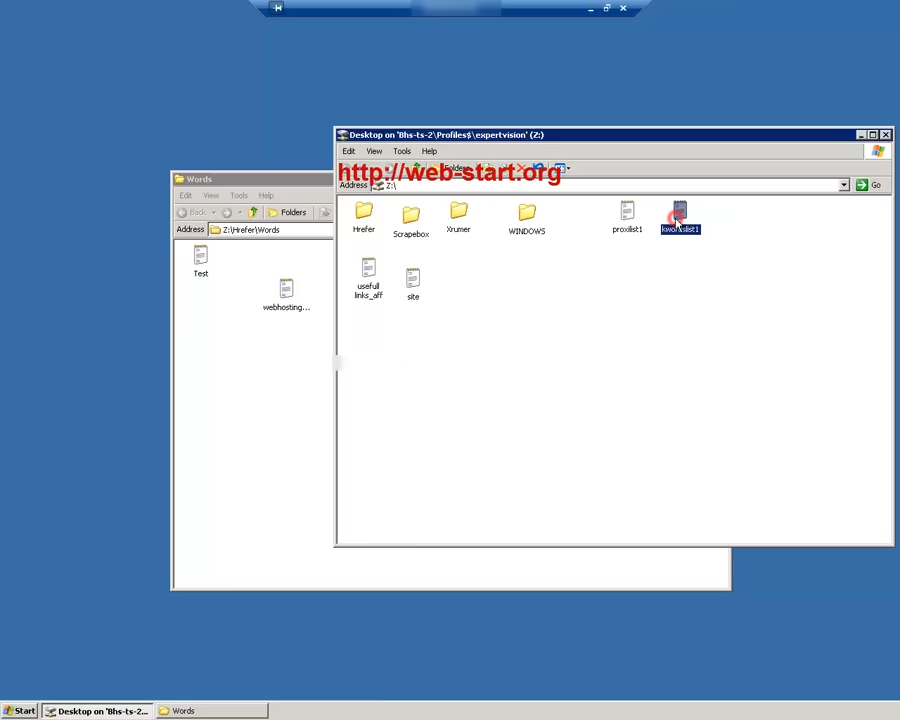 Desktop on 'Bhs-ts-2\Profiles$\expertvision' (Z:)
Edit View Tools Help
http://web-start.org
Address Z:\ Go
Hrefer
Scrapebox
Xrumer
WINDOWS
proxilist1
usefull
links_aff
site
Words
Edit View Tools Help
Back Folders
Address Z:\Hrefer\Words
Test
webhosting...
Start Desktop on 'Bhs-ts-2... Words